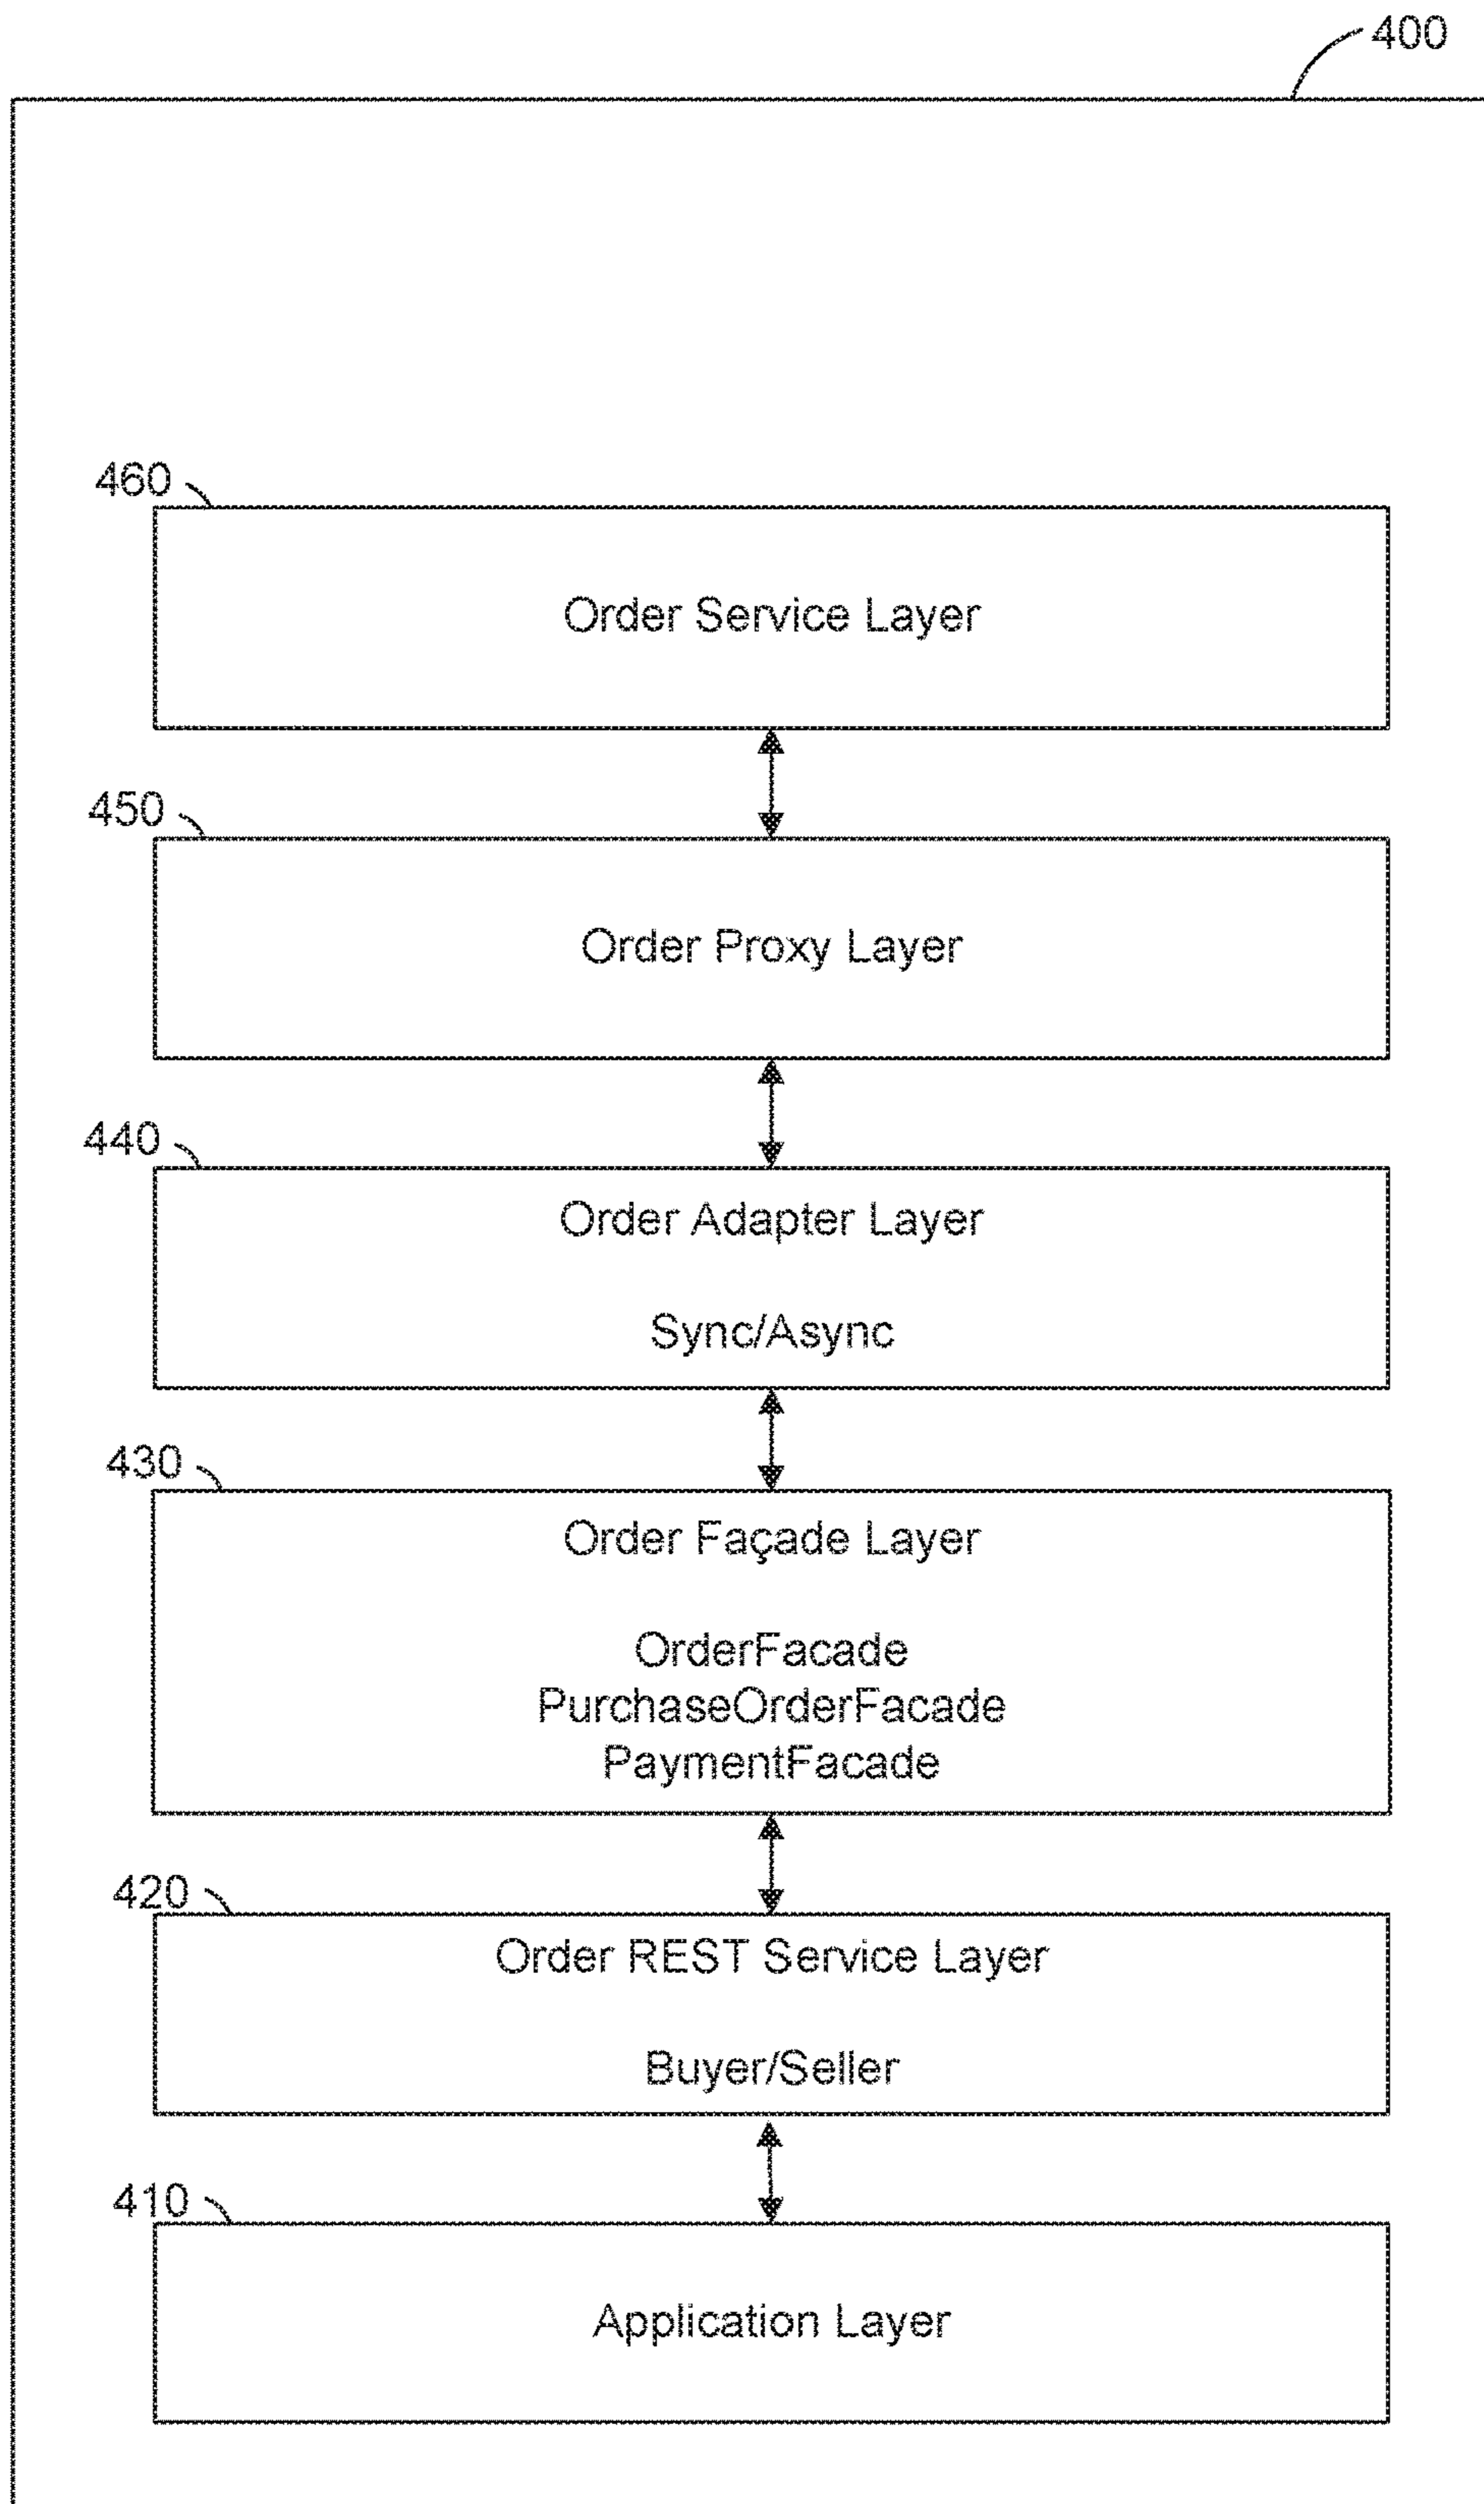 400
460
Order Service Layer
450
Order Proxy Layer
440
Order Adapter Layer
Sync/Async
430
Order Façade Layer
OrderFacade
PurchaseOrderFacade
PaymentFacade
420
Order REST Service Layer
Buyer/Seller
410
Application Layer